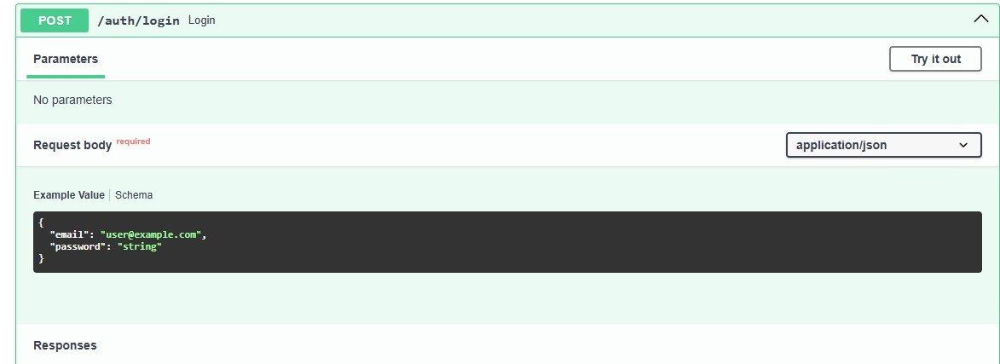 POST /auth/login Login
Parameters Try it out
No parameters
Request body required application/json
Example Value Schema
{
  "email": "user@example.com",
  "password": "string"
}
Responses